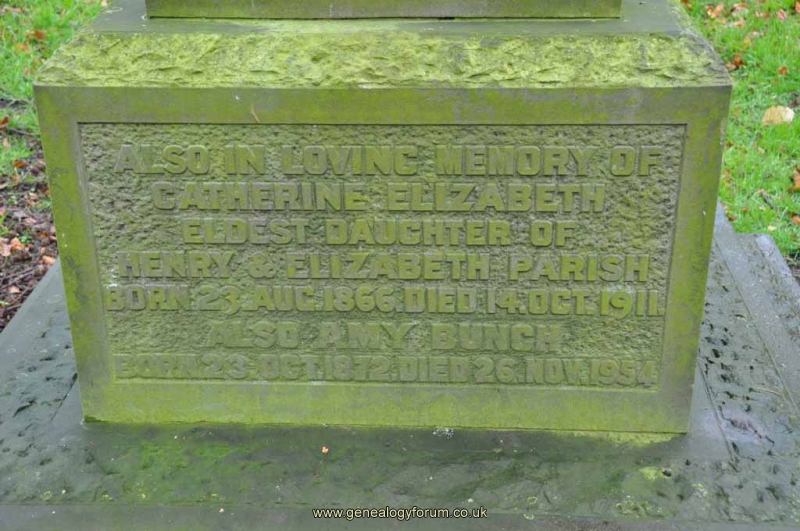 ALSO IN LOVING MEMORY OF
CATHERINE ELIZABETH
ELDEST DAUGHTER OF
HENRY & ELIZABETH PARISH
BORN 23. AUG. 1866. DIED 14. OCT. 1911.
ALSO AMY BUNCH
BORN 23. OCT. 1872. DIED 26. NOV. 1954
www.genealogyforum.co.uk